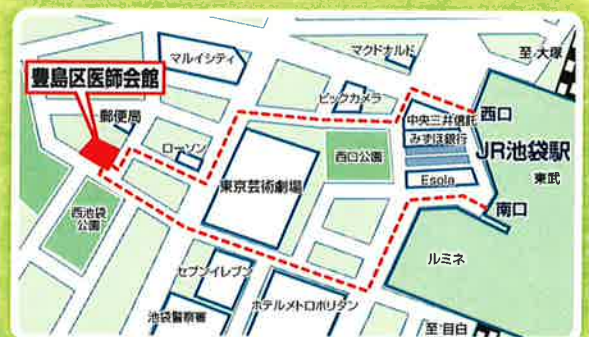 マルイシティ
マクドナルド
至 大塚
豊島区医師会館
郵便局
ビックカメラ
西口
中央三井信託
みずほ銀行
JR池袋駅
東武
ローソン
東京芸術劇場
西口公園
Esola
南口
西池袋
公園
ルミネ
セブンイレブン
池袋警察署
ホテルメトロポリタン
至 目白